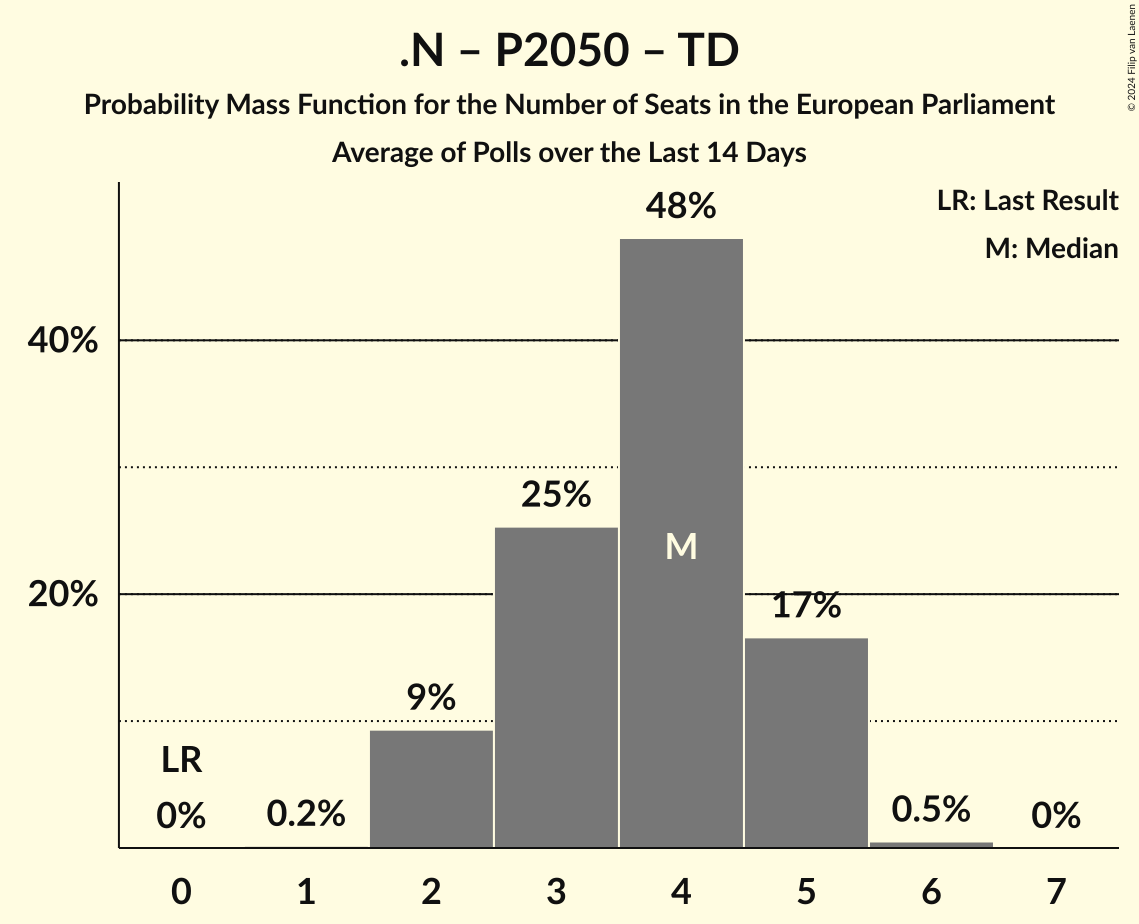 .N – P2050 – TD
Probability Mass Function for the Number of Seats in the European Parliament
Average of Polls over the Last 14 Days
© 2024 Filip van Laenen
LR: Last Result
M: Median
48%
40%
25%
M
20%
17%
9%
LR
0%
0.2%
0.5%
0%
0 1 2 3 4 5 6 7